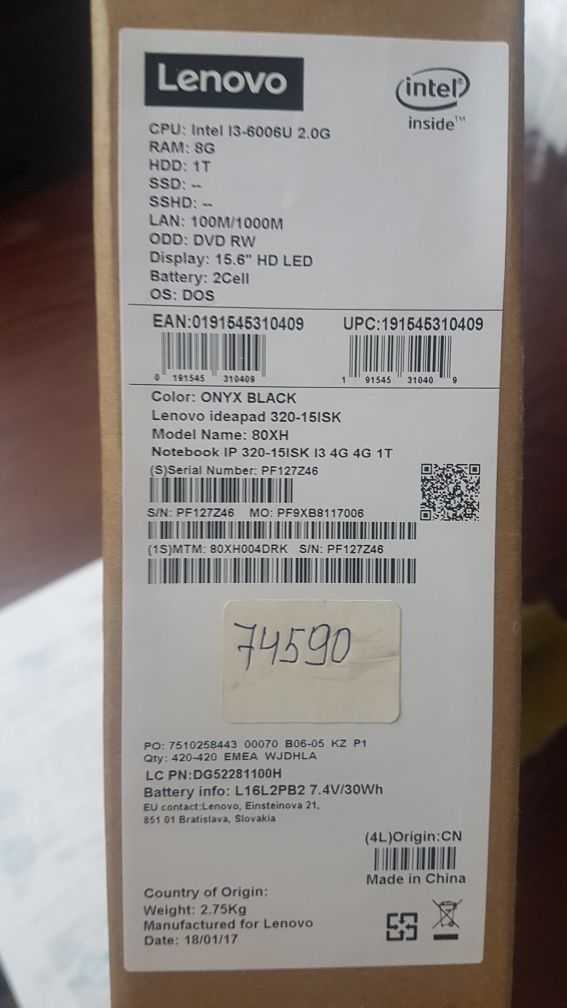 Lenovo
intel®
inside™
CPU: Intel I3-6006U 2.0G
RAM: 8G
HDD: 1T
SSD: --
SSHD: --
LAN: 100M/1000M
ODD: DVD RW
Display: 15.6" HD LED
Battery: 2Cell
OS: DOS
EAN:0191545310409 UPC:191545310409
0 191545 310409 1 91545 31040 9
Color: ONYX BLACK
Lenovo ideapad 320-15ISK
Model Name: 80XH
Notebook IP 320-15ISK I3 4G 4G 1T
(S)Serial Number: PF127Z46
S/N: PF127Z46 MO: PF9XB8117006
(1S)MTM: 80XH004DRK S/N: PF127Z46
74590
PO: 7510258443 00070 B06-05 KZ P1
Qty: 420-420 EMEA WJDHLA
LC PN:DG52281100H
Battery info: L16L2PB2 7.4V/30Wh
EU contact:Lenovo, Einsteinova 21,
851 01 Bratislava, Slovakia
(4L)Origin:CN
Made in China
Country of Origin:
Weight: 2.75Kg
Manufactured for Lenovo
Date: 18/01/17